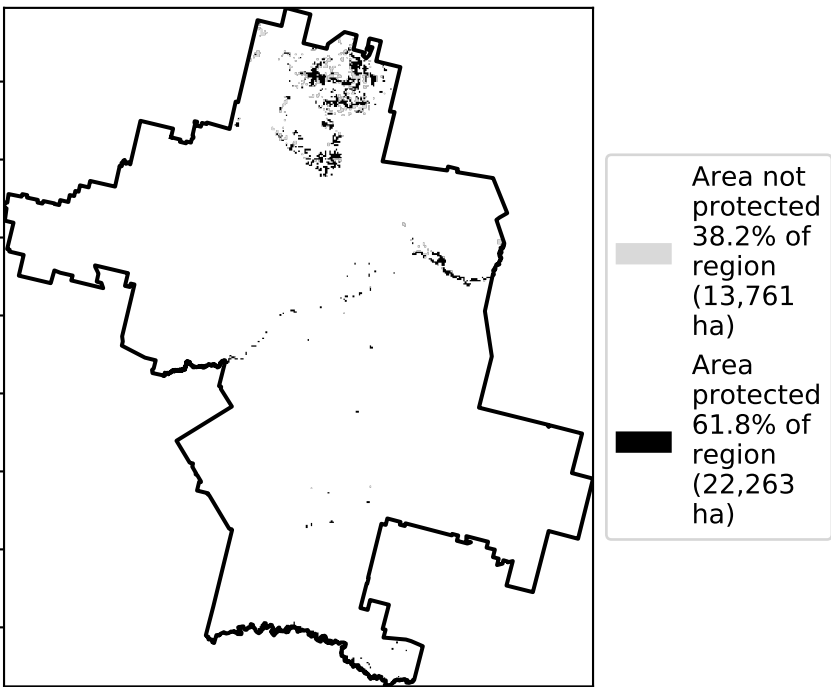 Area not
protected
38.2% of
region
(13,761
ha)
Area
protected
61.8% of
region
(22,263
ha)